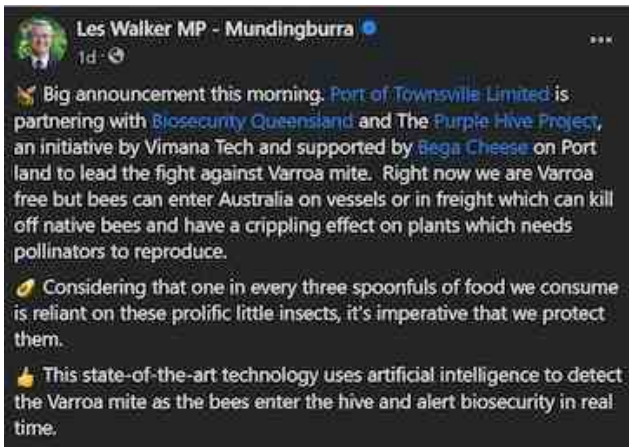 Les Walker MP - Mundingburra
1d ·
Big announcement this morning. Port of Townsville Limited is
partnering with Biosecurity Queensland and The Purple Hive Project,
an initiative by Vimana Tech and supported by Bega Cheese on Port
land to lead the fight against Varroa mite. Right now we are Varroa
free but bees can enter Australia on vessels or in freight which can kill
off native bees and have a crippling effect on plants which needs
pollinators to reproduce.
🥑 Considering that one in every three spoonfuls of food we consume
is reliant on these prolific little insects, it's imperative that we protect
them.
👍 This state-of-the-art technology uses artificial intelligence to detect
the Varroa mite as the bees enter the hive and alert biosecurity in real
time.